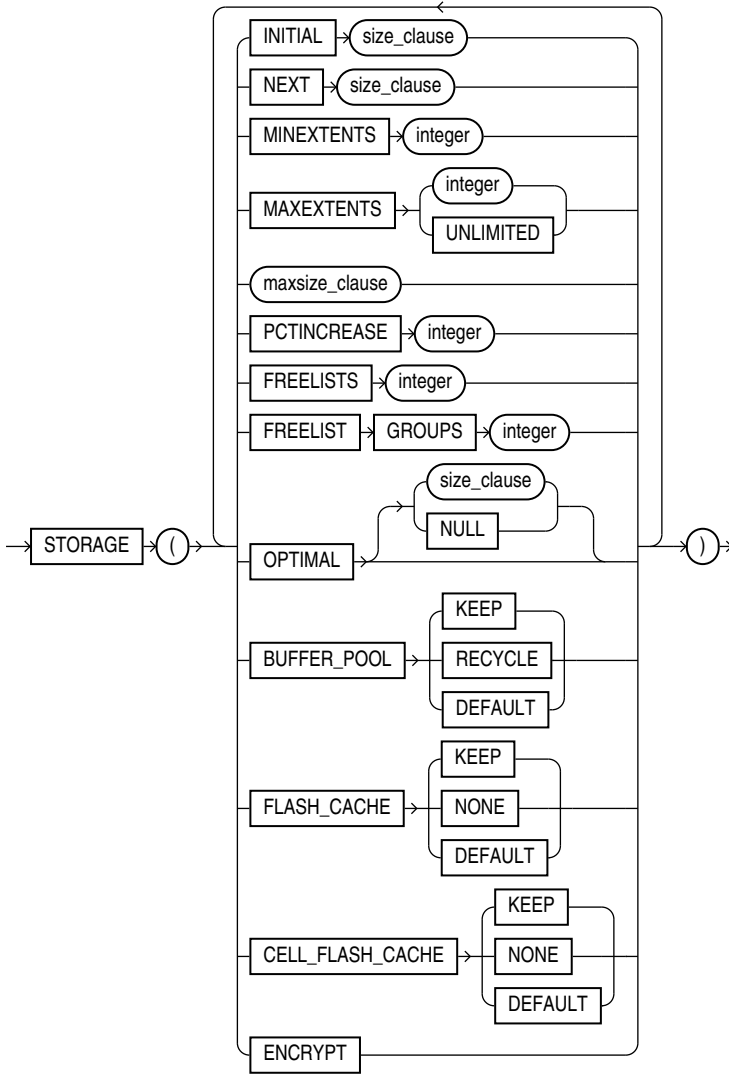 INITIAL size_clause
NEXT size_clause
MINEXTENTS integer
MAXEXTENTS integer
UNLIMITED
maxsize_clause
PCTINCREASE integer
FREELISTS integer
FREELIST GROUPS integer
STORAGE (
OPTIMAL size_clause
NULL
)
BUFFER_POOL KEEP
RECYCLE
DEFAULT
FLASH_CACHE KEEP
NONE
DEFAULT
CELL_FLASH_CACHE KEEP
NONE
DEFAULT
ENCRYPT